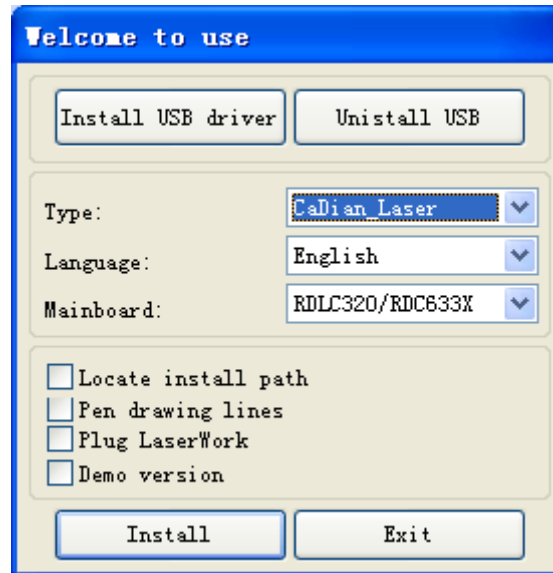 Welcome to use
Install USB driver Unistall USB
Type: CaDian_Laser
Language: English
Mainboard: RDLC320/RDC633X
Locate install path
Pen drawing lines
Plug LaserWork
Demo version
Install Exit